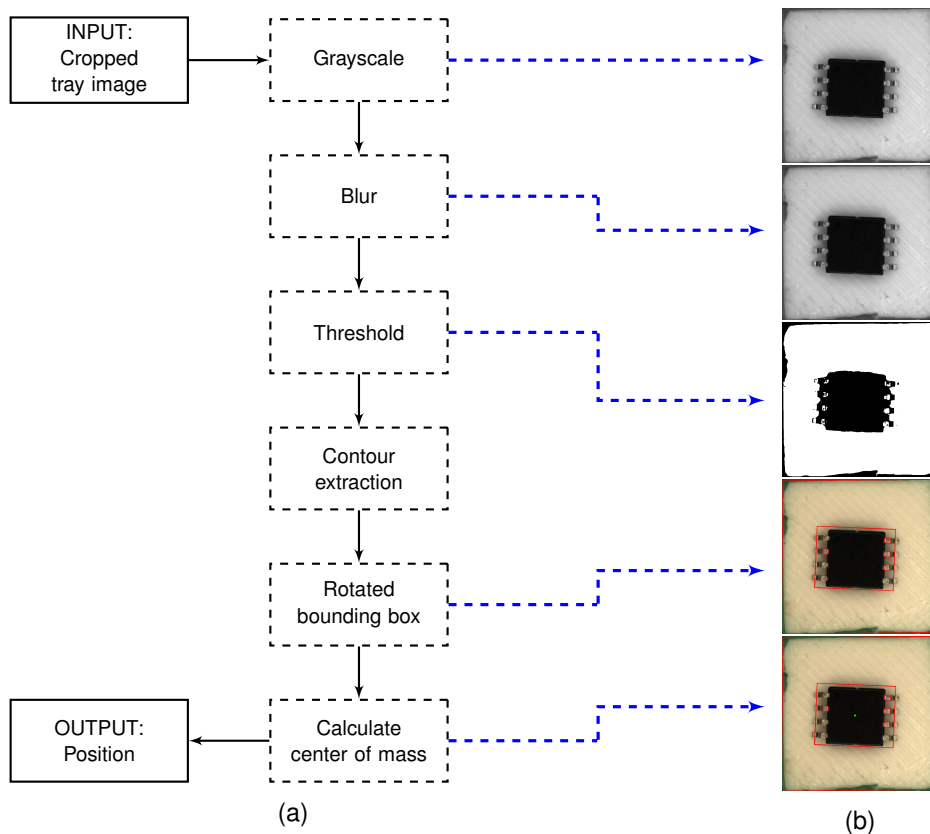 INPUT:
Cropped
tray image
Grayscale
Blur
Threshold
Contour
extraction
Rotated
bounding box
Calculate
center of mass
OUTPUT:
Position
(a)
(b)